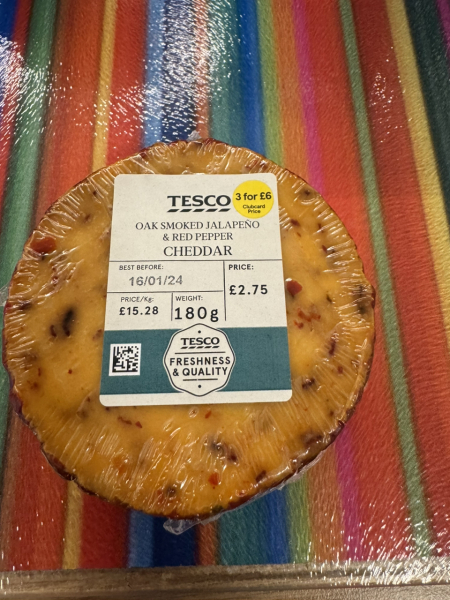 TESCO
3 for £6
Clubcard
Price
OAK SMOKED JALAPEÑO
& RED PEPPER
CHEDDAR
BEST BEFORE:
16/01/24
PRICE:
£2.75
PRICE/Kg:
£15.28
WEIGHT:
180g
TESCO
FRESHNESS
& QUALITY